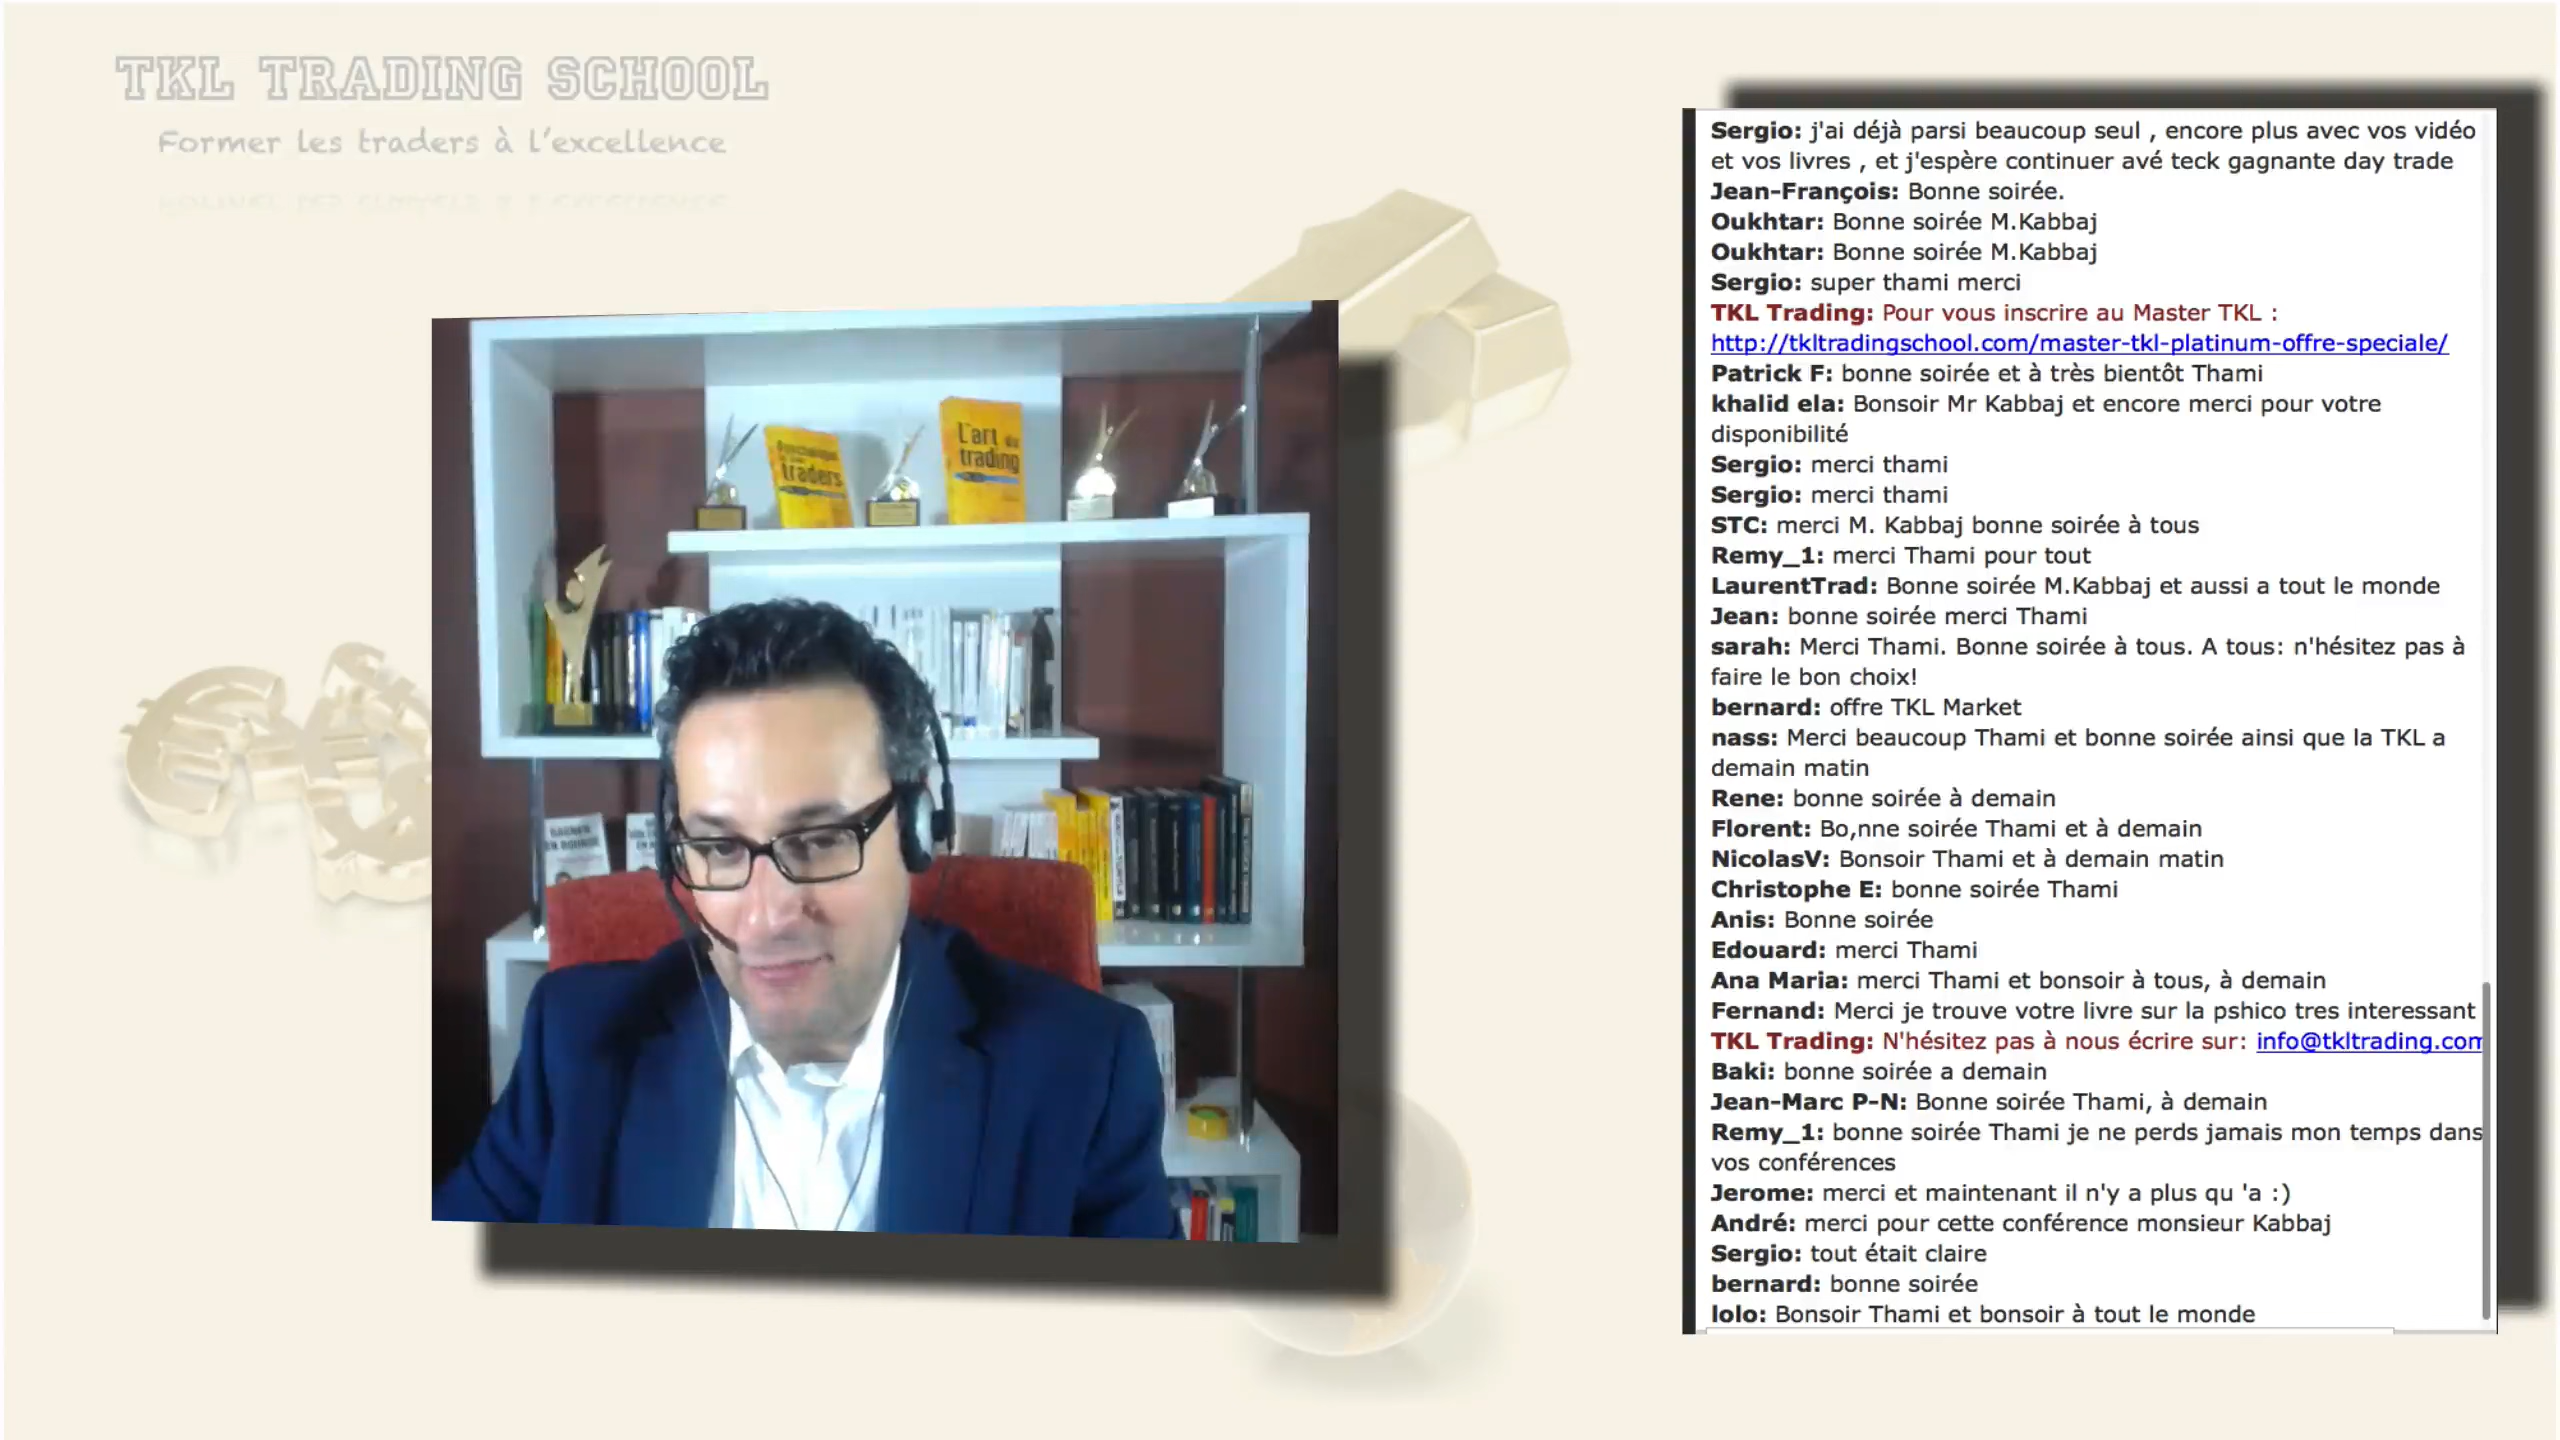 TKL TRADING SCHOOL
Former les traders à l'excellence
L'art du
trading
traders
GAGNER
EN BOURSE
Sergio: j'ai déjà parsi beaucoup seul , encore plus avec vos vidéo
et vos livres , et j'espère continuer avé teck gagnante day trade
Jean-François: Bonne soirée.
Oukhtar: Bonne soirée M.Kabbaj
Oukhtar: Bonne soirée M.Kabbaj
Sergio: super thami merci
TKL Trading: Pour vous inscrire au Master TKL :
http://tkltradingschool.com/master-tkl-platinum-offre-speciale/
Patrick F: bonne soirée et à très bientôt Thami
khalid ela: Bonsoir Mr Kabbaj et encore merci pour votre
disponibilité
Sergio: merci thami
Sergio: merci thami
STC: merci M. Kabbaj bonne soirée à tous
Remy_1: merci Thami pour tout
LaurentTrad: Bonne soirée M.Kabbaj et aussi a tout le monde
Jean: bonne soirée merci Thami
sarah: Merci Thami. Bonne soirée à tous. A tous: n'hésitez pas à
faire le bon choix!
bernard: offre TKL Market
nass: Merci beaucoup Thami et bonne soirée ainsi que la TKL a
demain matin
Rene: bonne soirée à demain
Florent: Bo,nne soirée Thami et à demain
NicolasV: Bonsoir Thami et à demain matin
Christophe E: bonne soirée Thami
Anis: Bonne soirée
Edouard: merci Thami
Ana Maria: merci Thami et bonsoir à tous, à demain
Fernand: Merci je trouve votre livre sur la pshico tres interessant
TKL Trading: N'hésitez pas à nous écrire sur: info@tkltrading.com
Baki: bonne soirée a demain
Jean-Marc P-N: Bonne soirée Thami, à demain
Remy_1: bonne soirée Thami je ne perds jamais mon temps dans
vos conférences
Jerome: merci et maintenant il n'y a plus qu 'a :)
André: merci pour cette conférence monsieur Kabbaj
Sergio: tout était claire
bernard: bonne soirée
lolo: Bonsoir Thami et bonsoir à tout le monde